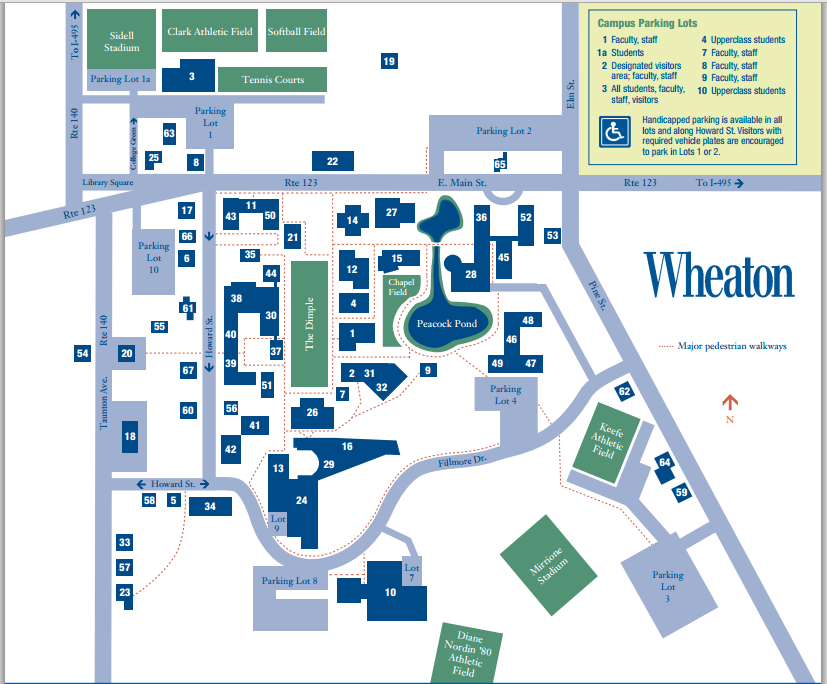 To I-495
Sidell
Stadium
Clark Athletic Field
Softball Field
Parking Lot 1a
3
Tennis Courts
19
Rte 140
College Green
63
25
8
Parking
Lot
1
22
Parking Lot 2
65
Elm St.
Campus Parking Lots
1 Faculty, staff
1a Students
2 Designated visitors
area; faculty, staff
3 All students, faculty,
staff, visitors
4 Upperclass students
7 Faculty, staff
8 Faculty, staff
9 Faculty, staff
10 Upperclass students
Handicapped parking is available in all
lots and along Howard St. Visitors with
required vehicle plates are encouraged
to park in Lots 1 or 2.
Library Square
Rte 123
E. Main St.
Rte 123
To I-495
Rte 123
17
66
6
Parking
Lot
10
61
55
43
11
50
21
35
44
38
30
40
39
37
51
14
27
12
15
4
1
Chapel
Field
The Dimple
Peacock Pond
36
52
53
45
28
48
46
49
47
Pine St.
Wheaton
Major pedestrian walkways
N
Rte 140
Howard St.
54
20
67
60
Taunton Ave.
18
56
41
42
2
31
32
7
9
26
Parking
Lot 4
62
Keefe
Athletic
Field
64
59
16
29
13
24
Lot
9
Fillmore Dr.
Howard St.
58
5
34
33
57
23
Parking Lot 8
Lot
7
10
Mirrione
Stadium
Parking
Lot
3
Diane
Nordin '80
Athletic
Field